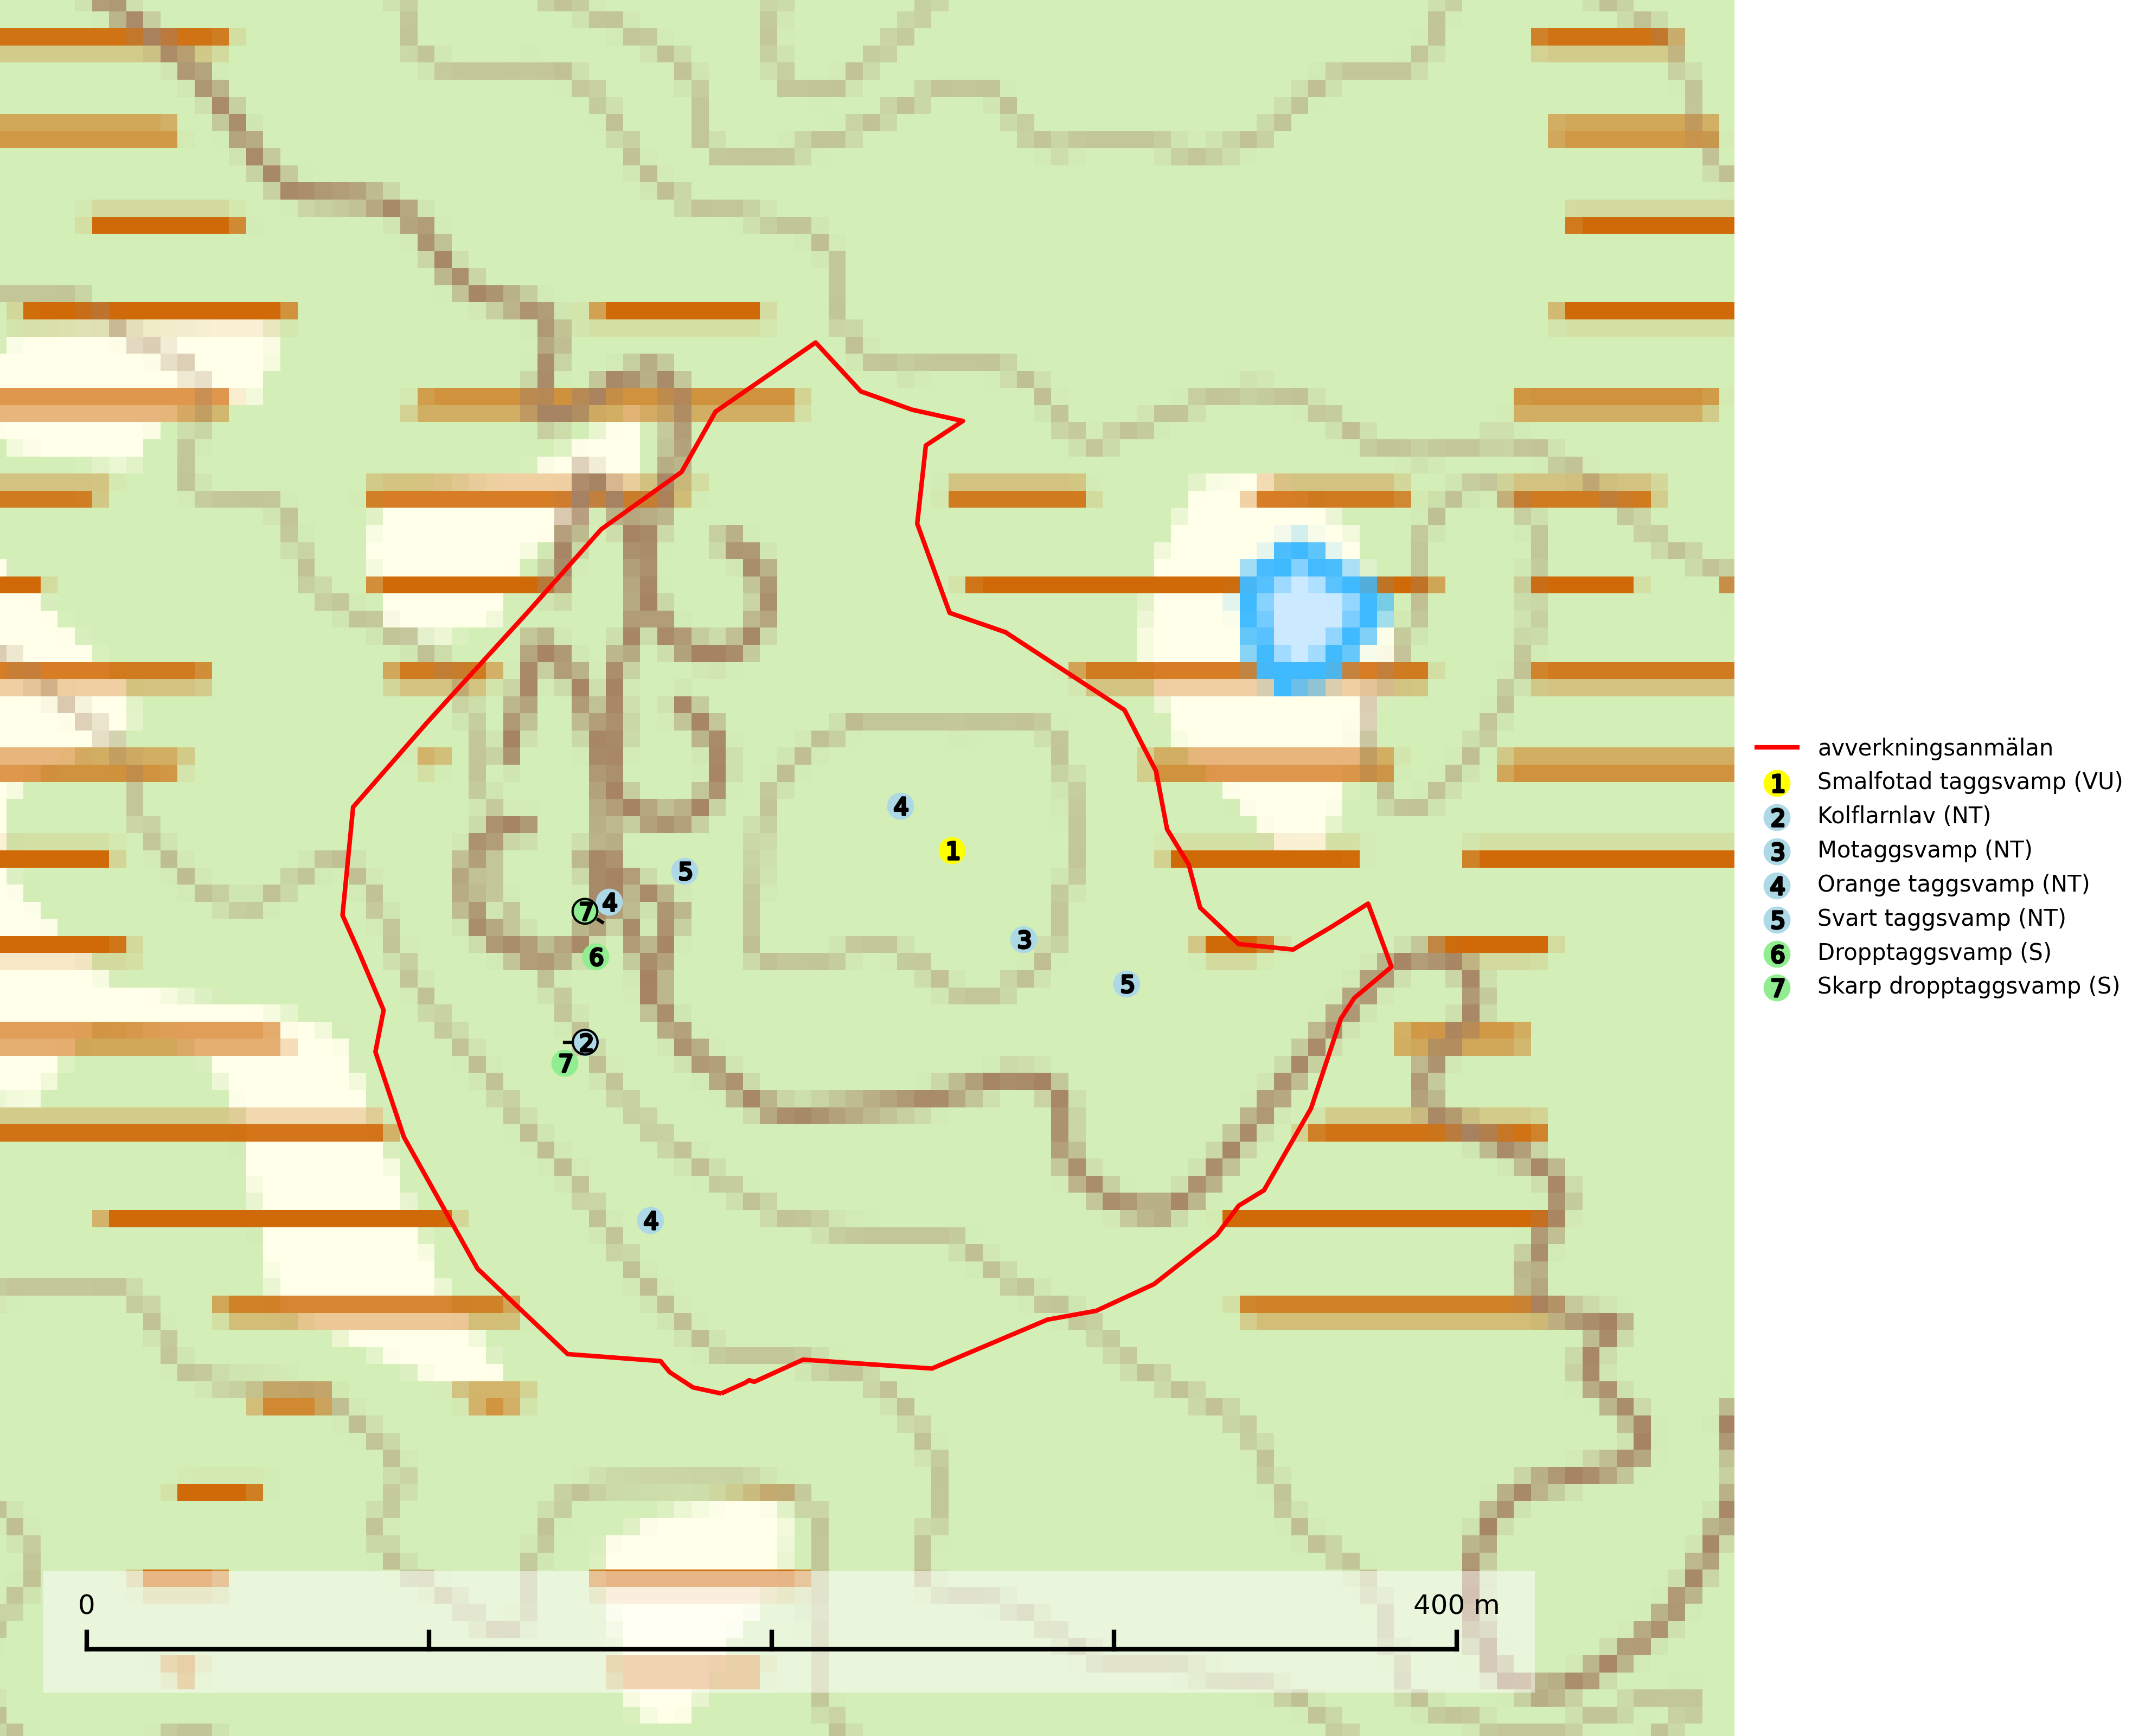 4
1
5
4
7
3
6
5
2
7
4
avverkningsanmälan
1 Smalfotad taggsvamp (VU)
2 Kolflarnlav (NT)
3 Motaggsvamp (NT)
4 Orange taggsvamp (NT)
5 Svart taggsvamp (NT)
6 Dropptaggsvamp (S)
7 Skarp dropptaggsvamp (S)
0 400 m